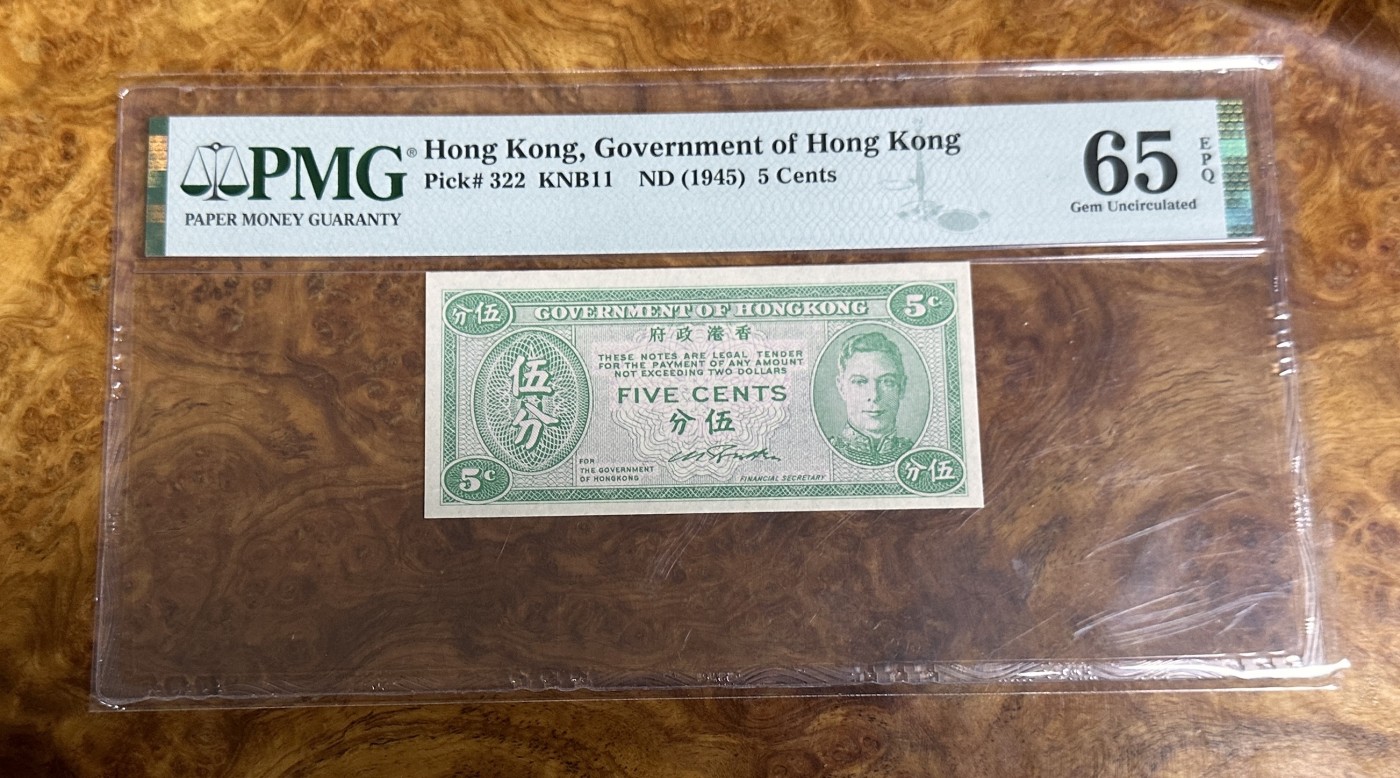 PMG®
PAPER MONEY GUARANTY
Hong Kong, Government of Hong Kong
Pick# 322 KNB11 ND (1945) 5 Cents
65
EPQ
Gem Uncirculated
分伍
GOVERNMENT OF HONGKONG
5c.
府政港香
THESE NOTES ARE LEGAL TENDER
FOR THE PAYMENT OF ANY AMOUNT
NOT EXCEEDING TWO DOLLARS
伍分
FIVE CENTS
分伍
FOR
THE GOVERNMENT
OF HONGKONG
FINANCIAL SECRETARY
5c
分伍